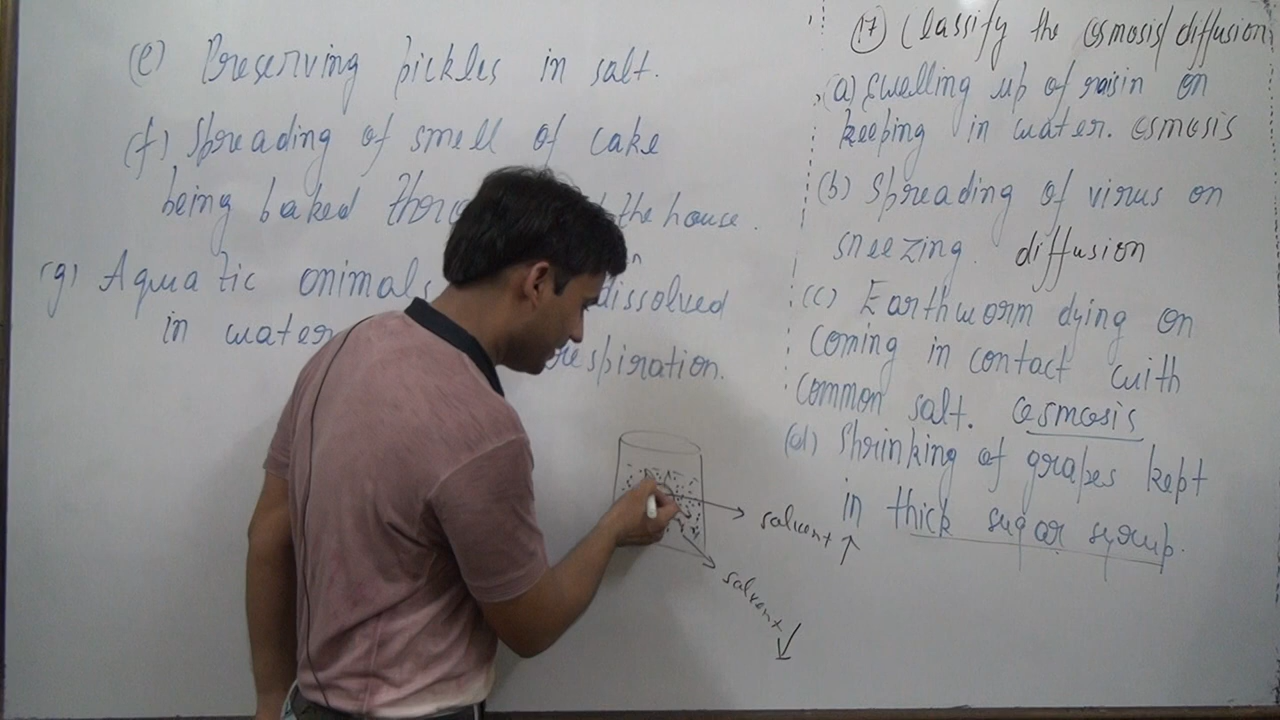 (e) Preserving pickles in salt.
(f) Spreading of smell of cake
being baked the house.
(g) Aquatic animals dissolved
in water respiration.
(17) Classify the osmosis/diffusion
(a) Swelling up of raisin on
keeping in water. osmosis
(b) Spreading of virus on
sneezing. diffusion
(c) Earthworm dying on
coming in contact with
common salt. osmosis
(d) Shrinking of grapes kept
in thick sugar syrup.
solvent ↑
solvent ↓